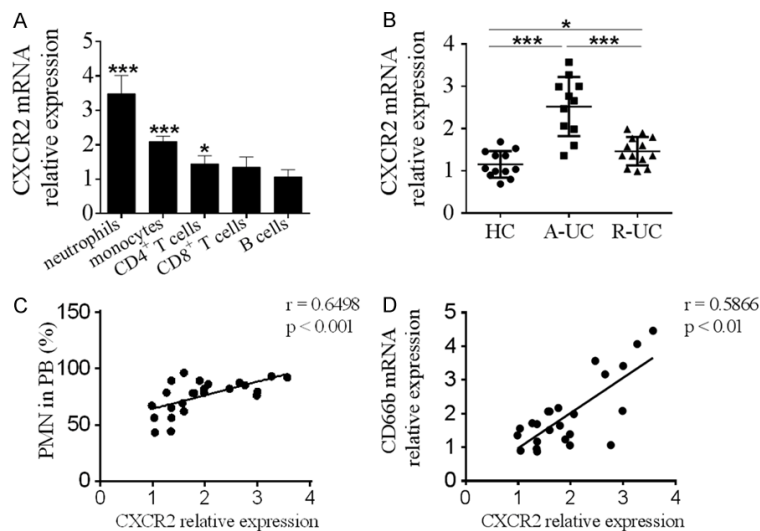 A
CXCR2 mRNA
relative expression
5
4
3
2
1
0
***
***
*
neutrophils
monocytes
CD4+ T cells
CD8+ T cells
B cells
B
CXCR2 mRNA
relative expression
4
3
2
1
0
*
***
***
HC
A-UC
R-UC
C
PMN in PB (%)
150
100
50
0
r = 0.6498
p < 0.001
0
1
2
3
4
CXCR2 relative expression
D
CD66b mRNA
relative expression
5
4
3
2
1
0
r = 0.5866
p < 0.01
0
1
2
3
4
CXCR2 relative expression